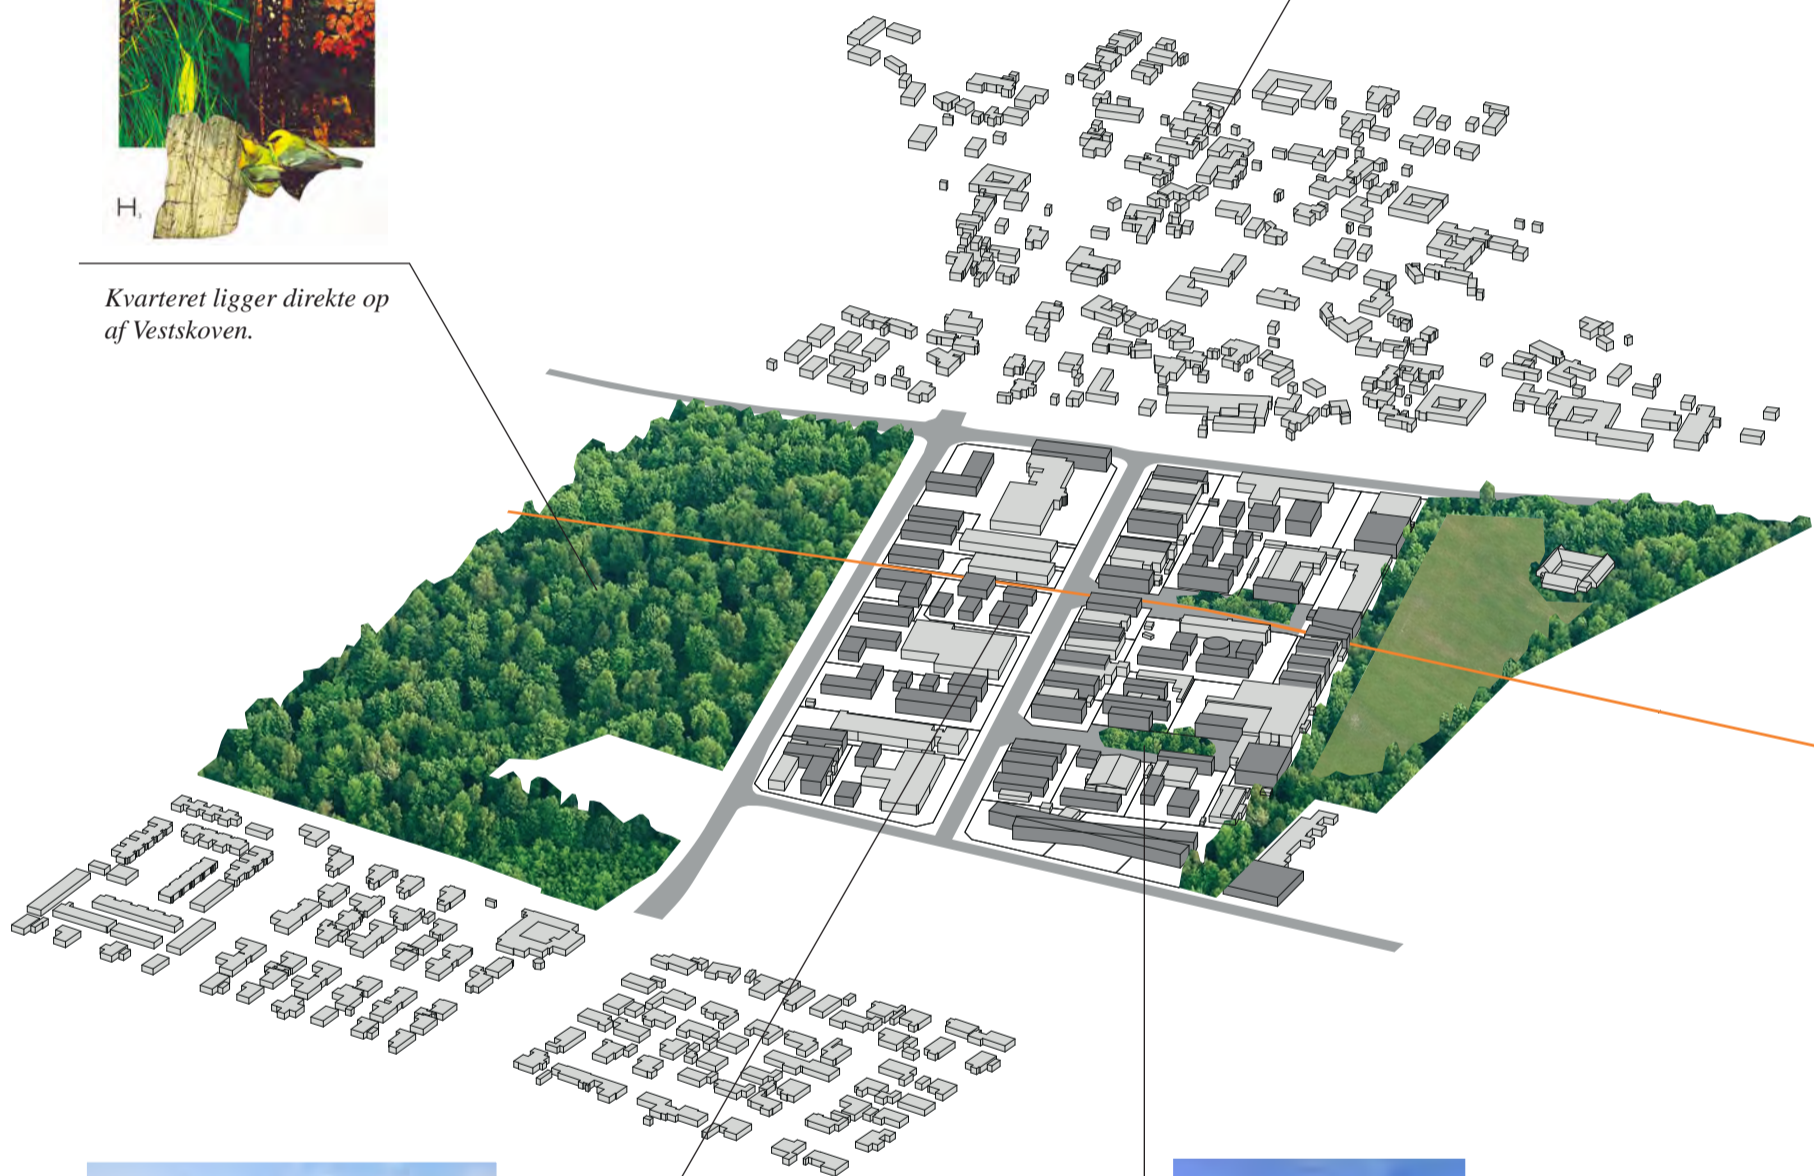 H,
Kvarteret ligger direkte op
af Vestskoven.